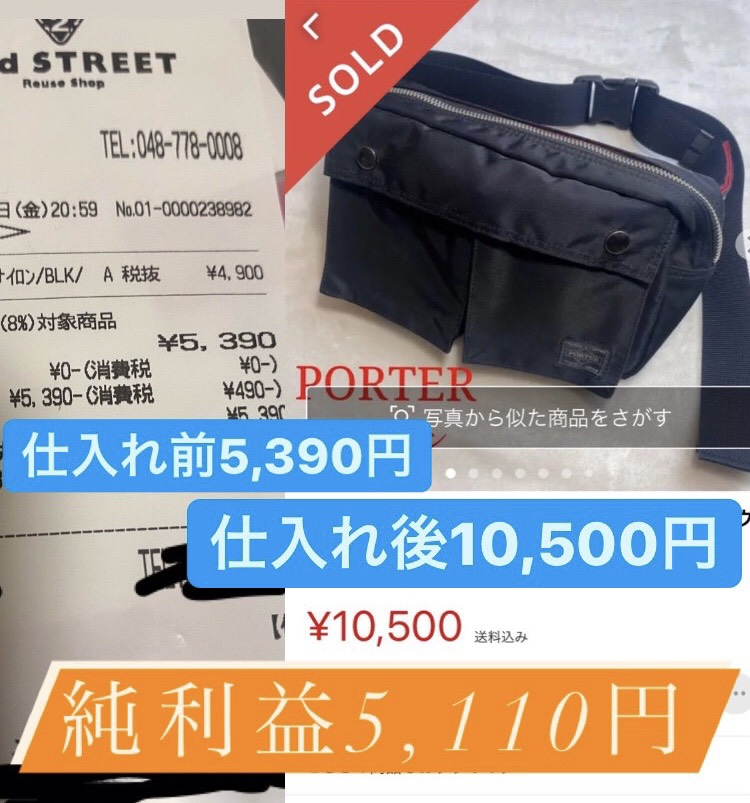 d STREET
Reuse Shop
TEL:048-778-0008
日(金)20:59 No.01-0000238982
イロン/BLK/ A 税抜 ¥4,900
(8%)対象商品
¥5,390
¥0-(消費税 ¥0-)
¥5,390-(消費税 ¥490-)
¥5,390
SOLD
PORTER
PORTER
写真から似た商品をさがす
仕入れ前5,390円
仕入れ後10,500円
¥10,500 送料込み
純利益5,110円